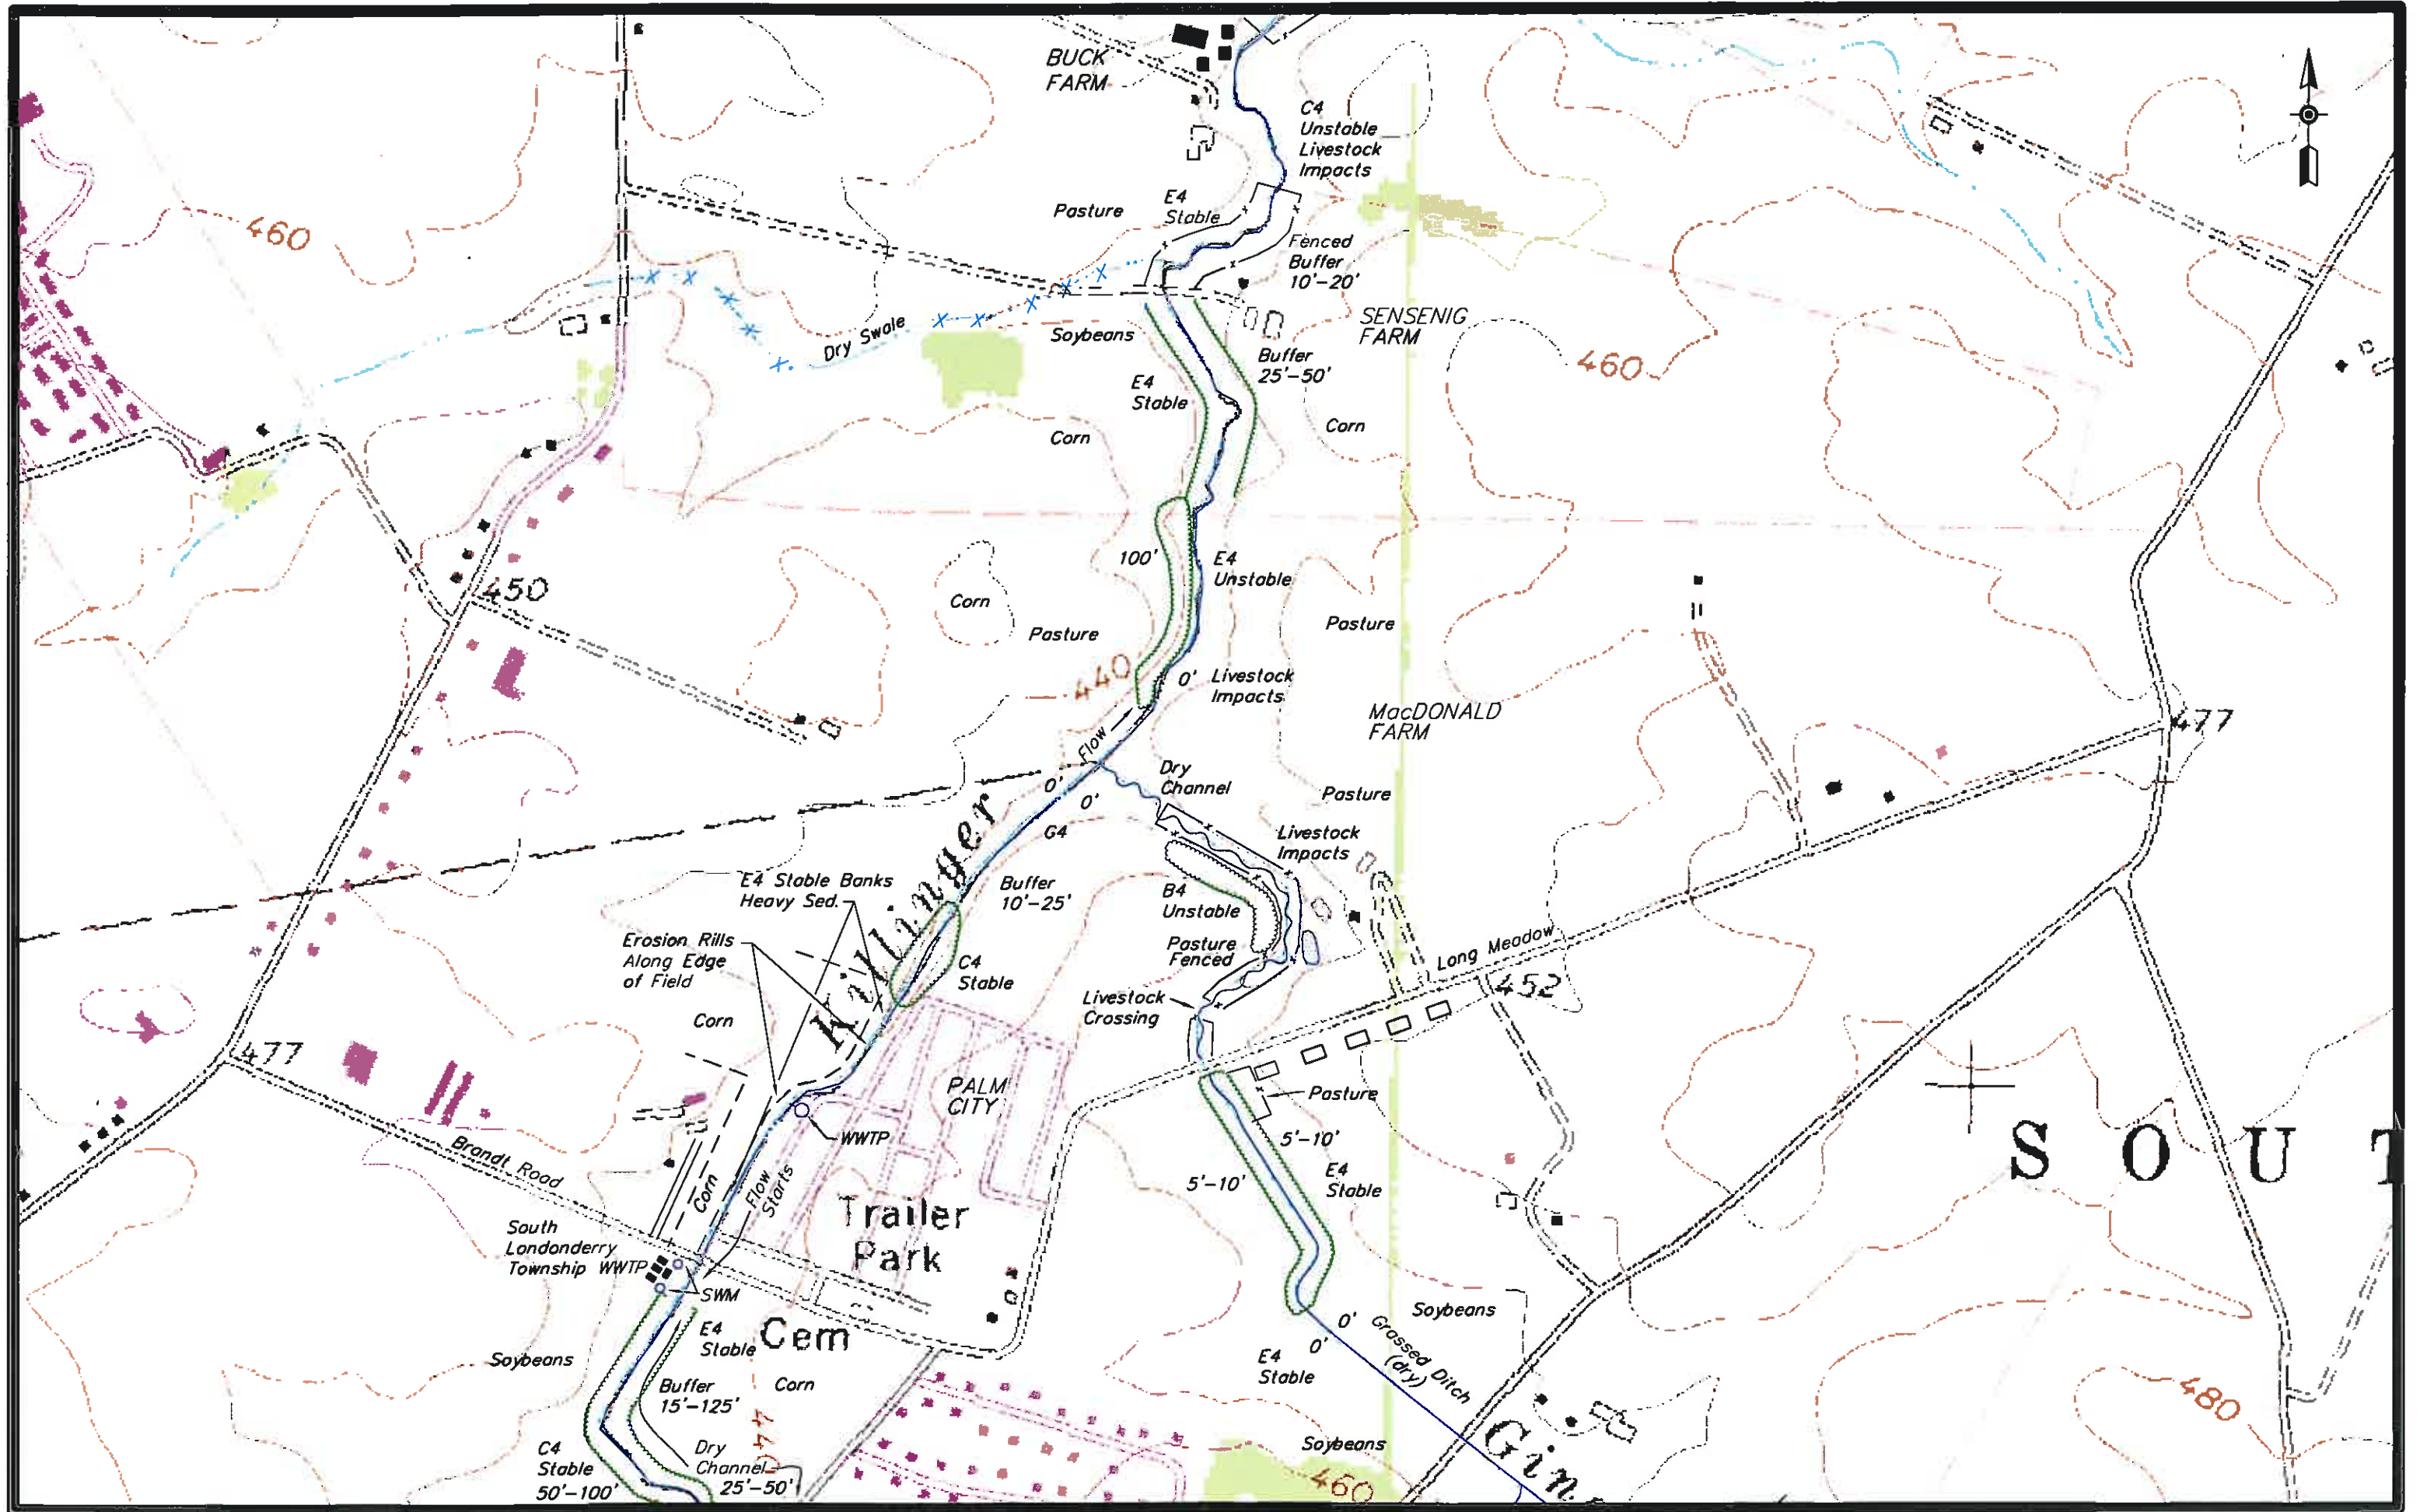 BUCK
FARM
C4
Unstable
Livestock
Impacts
460
Pasture
E4
Stable
Fenced
Buffer
10'-20'
Dry Swale
Soybeans
SENSENIG
FARM
Buffer
25'-50'
460
E4
Stable
Corn
Corn
100'
E4
Unstable
450
Corn
Pasture
Pasture
440
0'
Livestock
Impacts
MacDONALD
FARM
477
Flow
Dry
Channel
0'
0'
Pasture
G4
Killinger
Livestock
Impacts
E4 Stable Banks
Heavy Sed.
Buffer
10'-25'
B4
Unstable
Erosion Rills
Along Edge
of Field
Pasture
Fenced
Long Meadow
C4
Stable
452
Livestock
Crossing
Corn
477
PALM
CITY
Pasture
WWTP
Brandt Road
5'-10'
5'-10'
E4
Stable
SOUT
Corn
Flow
Starts
Trailer
Park
South
Londonderry
Township WWTP
SWM
Soybeans
0'
0'
Grassed Ditch
(dry)
E4
Stable
Cem
Soybeans
E4
Stable
Buffer
15'-125'
Corn
440
480
Dry
Channel
25'-50'
C4
Stable
50'-100'
Soybeans
460
Gin